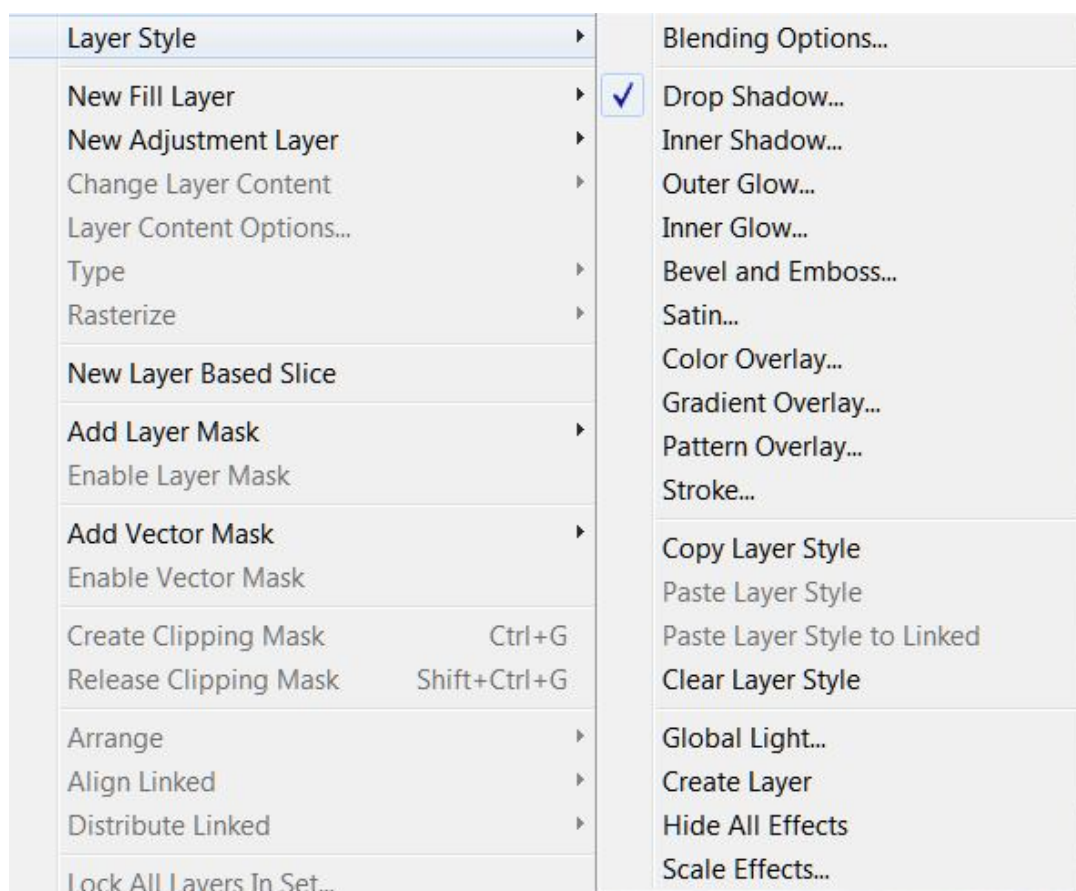 Layer Style
New Fill Layer
New Adjustment Layer
Change Layer Content
Layer Content Options...
Type
Rasterize
New Layer Based Slice
Add Layer Mask
Enable Layer Mask
Add Vector Mask
Enable Vector Mask
Create Clipping Mask Ctrl+G
Release Clipping Mask Shift+Ctrl+G
Arrange
Align Linked
Distribute Linked
Lock All Layers In Set...
Blending Options...
Drop Shadow...
Inner Shadow...
Outer Glow...
Inner Glow...
Bevel and Emboss...
Satin...
Color Overlay...
Gradient Overlay...
Pattern Overlay...
Stroke...
Copy Layer Style
Paste Layer Style
Paste Layer Style to Linked
Clear Layer Style
Global Light...
Create Layer
Hide All Effects
Scale Effects...